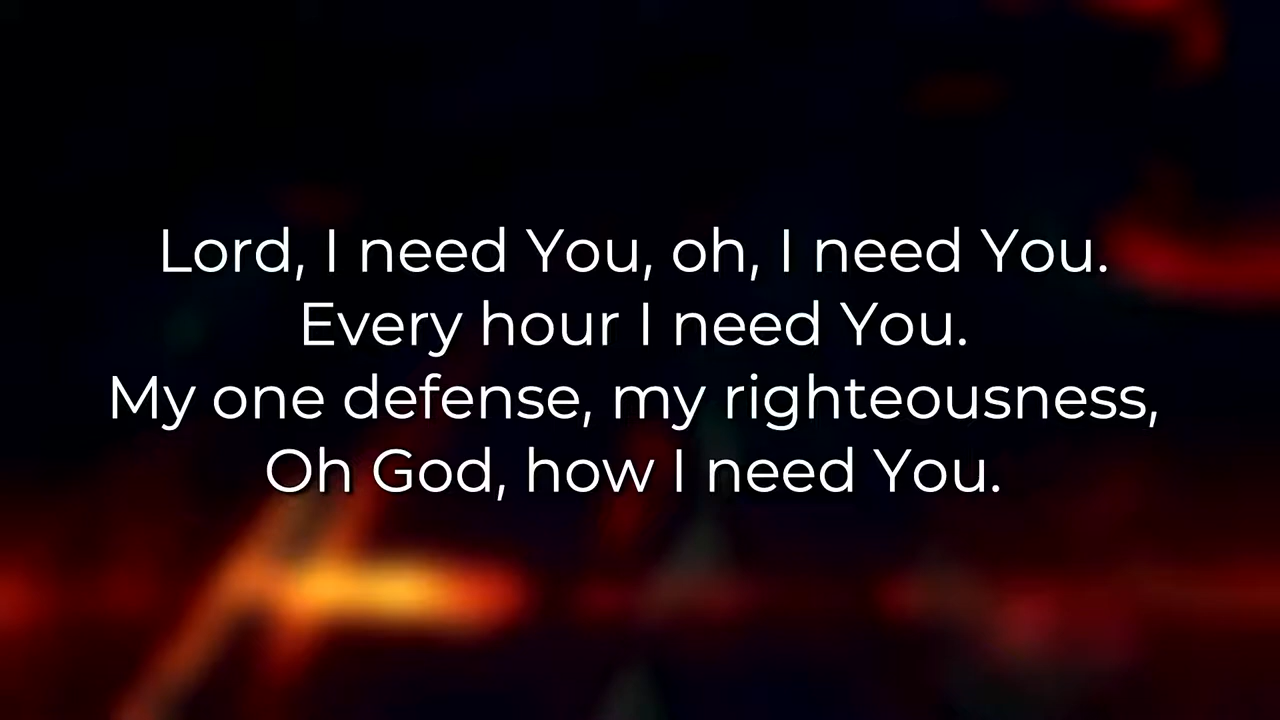 Lord, I need You, oh, I need You.
Every hour I need You.
My one defense, my righteousness,
Oh God, how I need You.